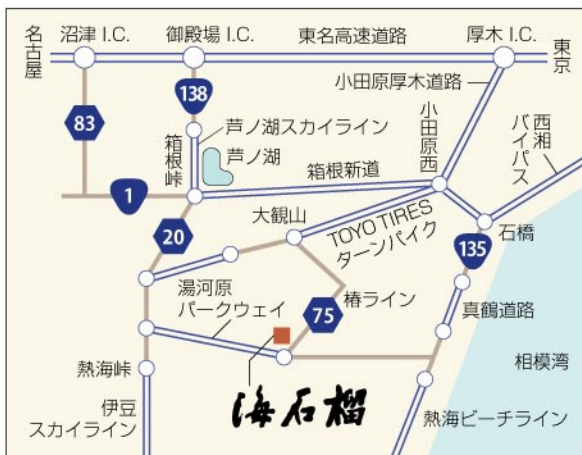 名古屋
沼津 I.C.
御殿場 I.C.
東名高速道路
厚木 I.C.
東京
138
小田原厚木道路
83
芦ノ湖スカイライン
芦ノ湖
箱根峠
小田原西
西湘
バイパス
箱根新道
1
大観山
20
TOYO TIRES
ターンパイク
石橋
135
湯河原
パークウェイ
75
椿ライン
真鶴道路
熱海峠
相模湾
海石榴
伊豆
スカイライン
熱海ビーチライン